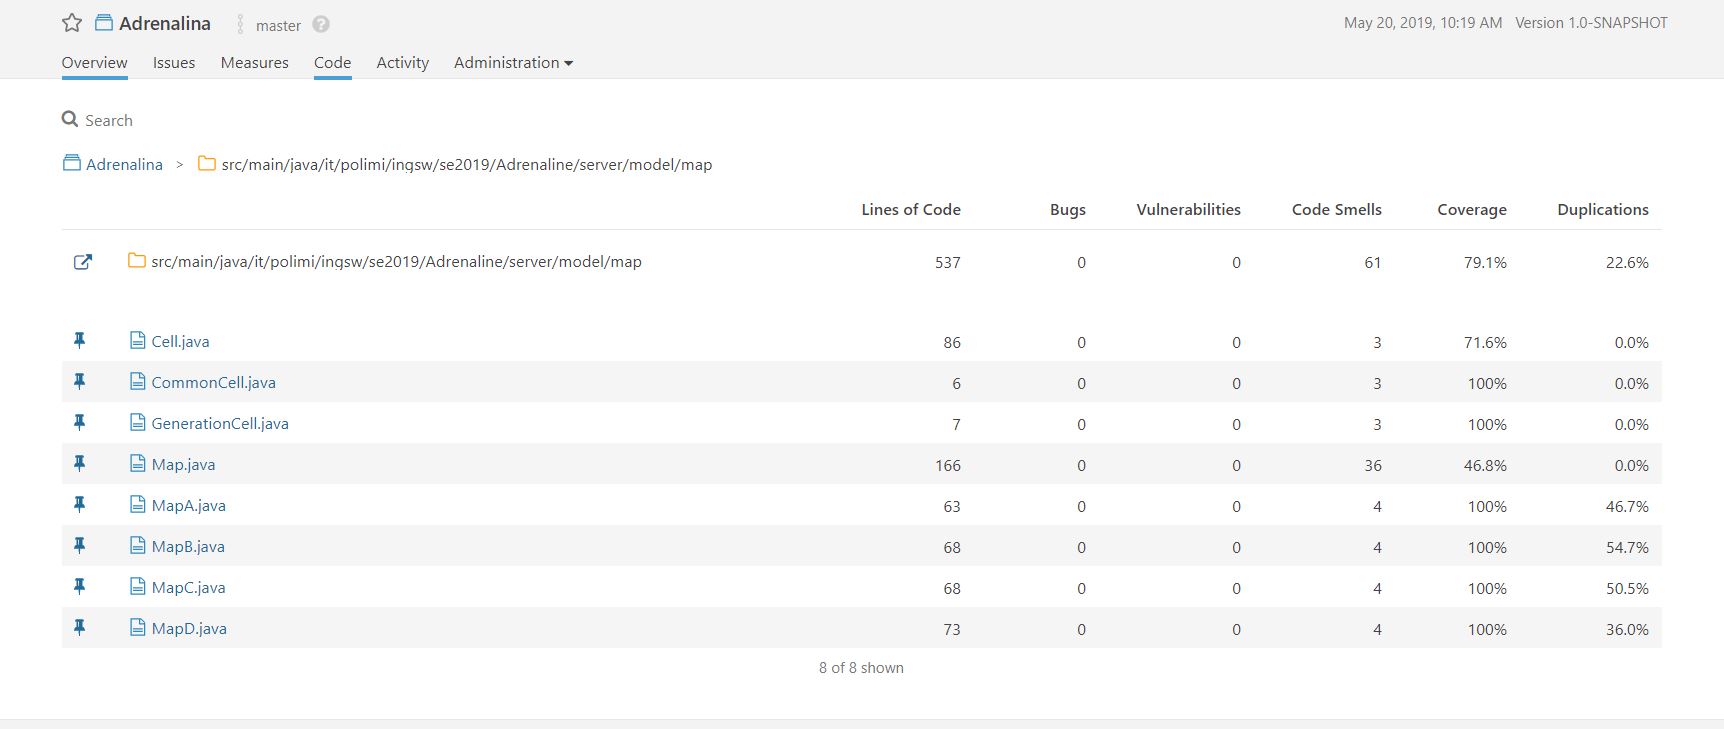 Adrenalina master May 20, 2019, 10:19 AM Version 1.0-SNAPSHOT
Overview Issues Measures Code Activity Administration
Search
Adrenalina > src/main/java/it/polimi/ingsw/se2019/Adrenaline/server/model/map
Lines of Code Bugs Vulnerabilities Code Smells Coverage Duplications
src/main/java/it/polimi/ingsw/se2019/Adrenaline/server/model/map 537 0 0 61 79.1% 22.6%
Cell.java 86 0 0 3 71.6% 0.0%
CommonCell.java 6 0 0 3 100% 0.0%
GenerationCell.java 7 0 0 3 100% 0.0%
Map.java 166 0 0 36 46.8% 0.0%
MapA.java 63 0 0 4 100% 46.7%
MapB.java 68 0 0 4 100% 54.7%
MapC.java 68 0 0 4 100% 50.5%
MapD.java 73 0 0 4 100% 36.0%
8 of 8 shown